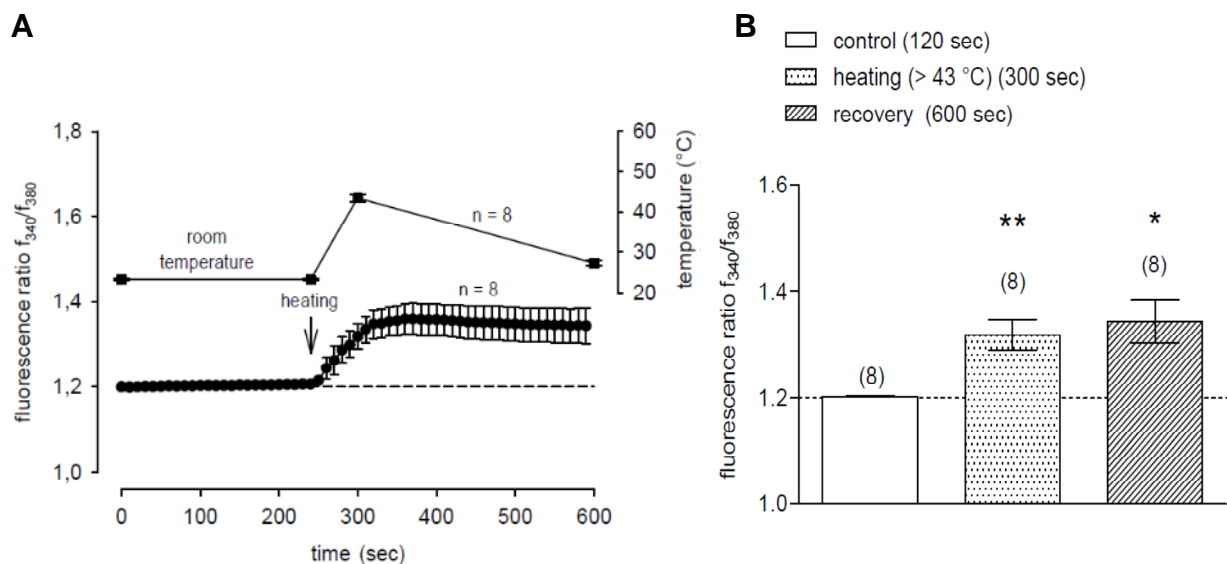 A
fluorescence ratio f340/f380
1,8
1,6
1,4
1,2
1,0
room
temperature
heating
n = 8
n = 8
60
50
40
30
20
temperature (°C)
0
100
200
300
400
500
600
time (sec)
B
control (120 sec)
heating (> 43 °C) (300 sec)
recovery (600 sec)
fluorescence ratio f340/f380
1.6
1.4
1.2
1.0
(8)
**
(8)
*
(8)